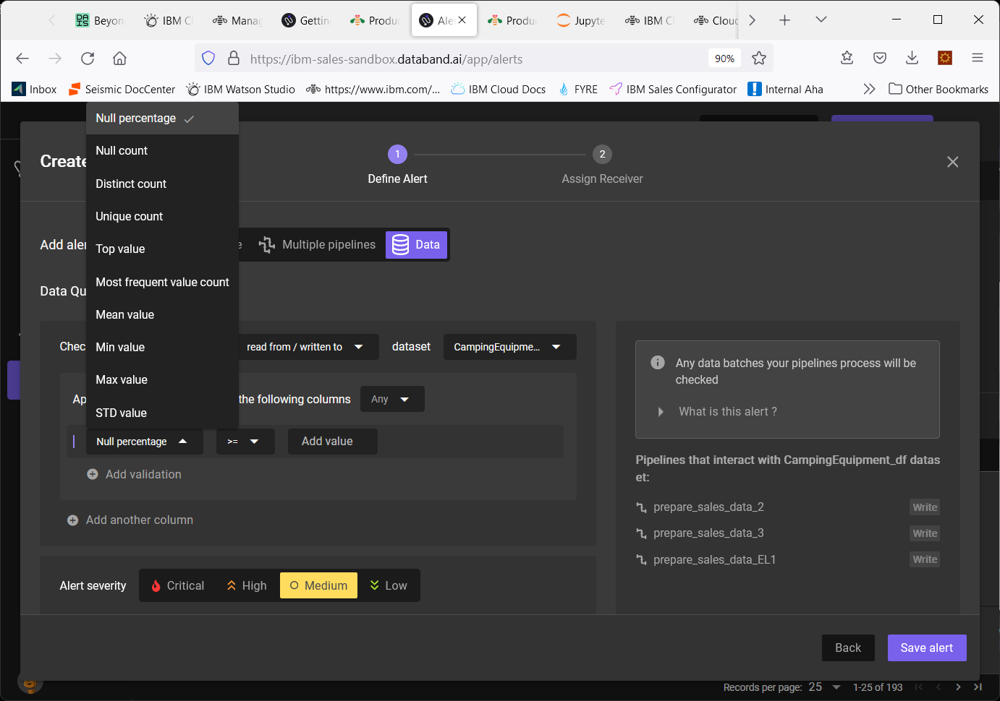 Beyon
IBM Cl
Manag
Gettin
Produ
Ale
Produ
Jupyte
IBM Cl
Cloud
https://ibm-sales-sandbox.databand.ai/app/alerts
90%
Inbox
Seismic DocCenter
IBM Watson Studio
https://www.ibm.com/...
IBM Cloud Docs
FYRE
IBM Sales Configurator
Internal Aha
Other Bookmarks
Null percentage
Null count
Distinct count
Unique count
Top value
Most frequent value count
Mean value
Min value
Max value
STD value
Create
1
Define Alert
2
Assign Receiver
Add aler
e
Multiple pipelines
Data
Data Qu
Chec
read from / written to
dataset
CampingEquipme...
Ap
the following columns
Any
Null percentage
>=
Add value
Add validation
Add another column
Alert severity
Critical
High
Medium
Low
Any data batches your pipelines process will be
checked
What is this alert ?
Pipelines that interact with CampingEquipment_df datas
et:
prepare_sales_data_2 Write
prepare_sales_data_3 Write
prepare_sales_data_EL1 Write
Back
Save alert
Records per page: 25
1-25 of 193